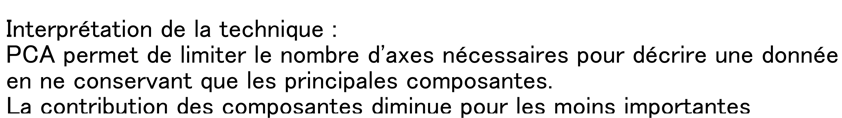 Interprétation de la technique :
PCA permet de limiter le nombre d'axes nécessaires pour décrire une donnée
en ne conservant que les principales composantes.
La contribution des composantes diminue pour les moins importantes